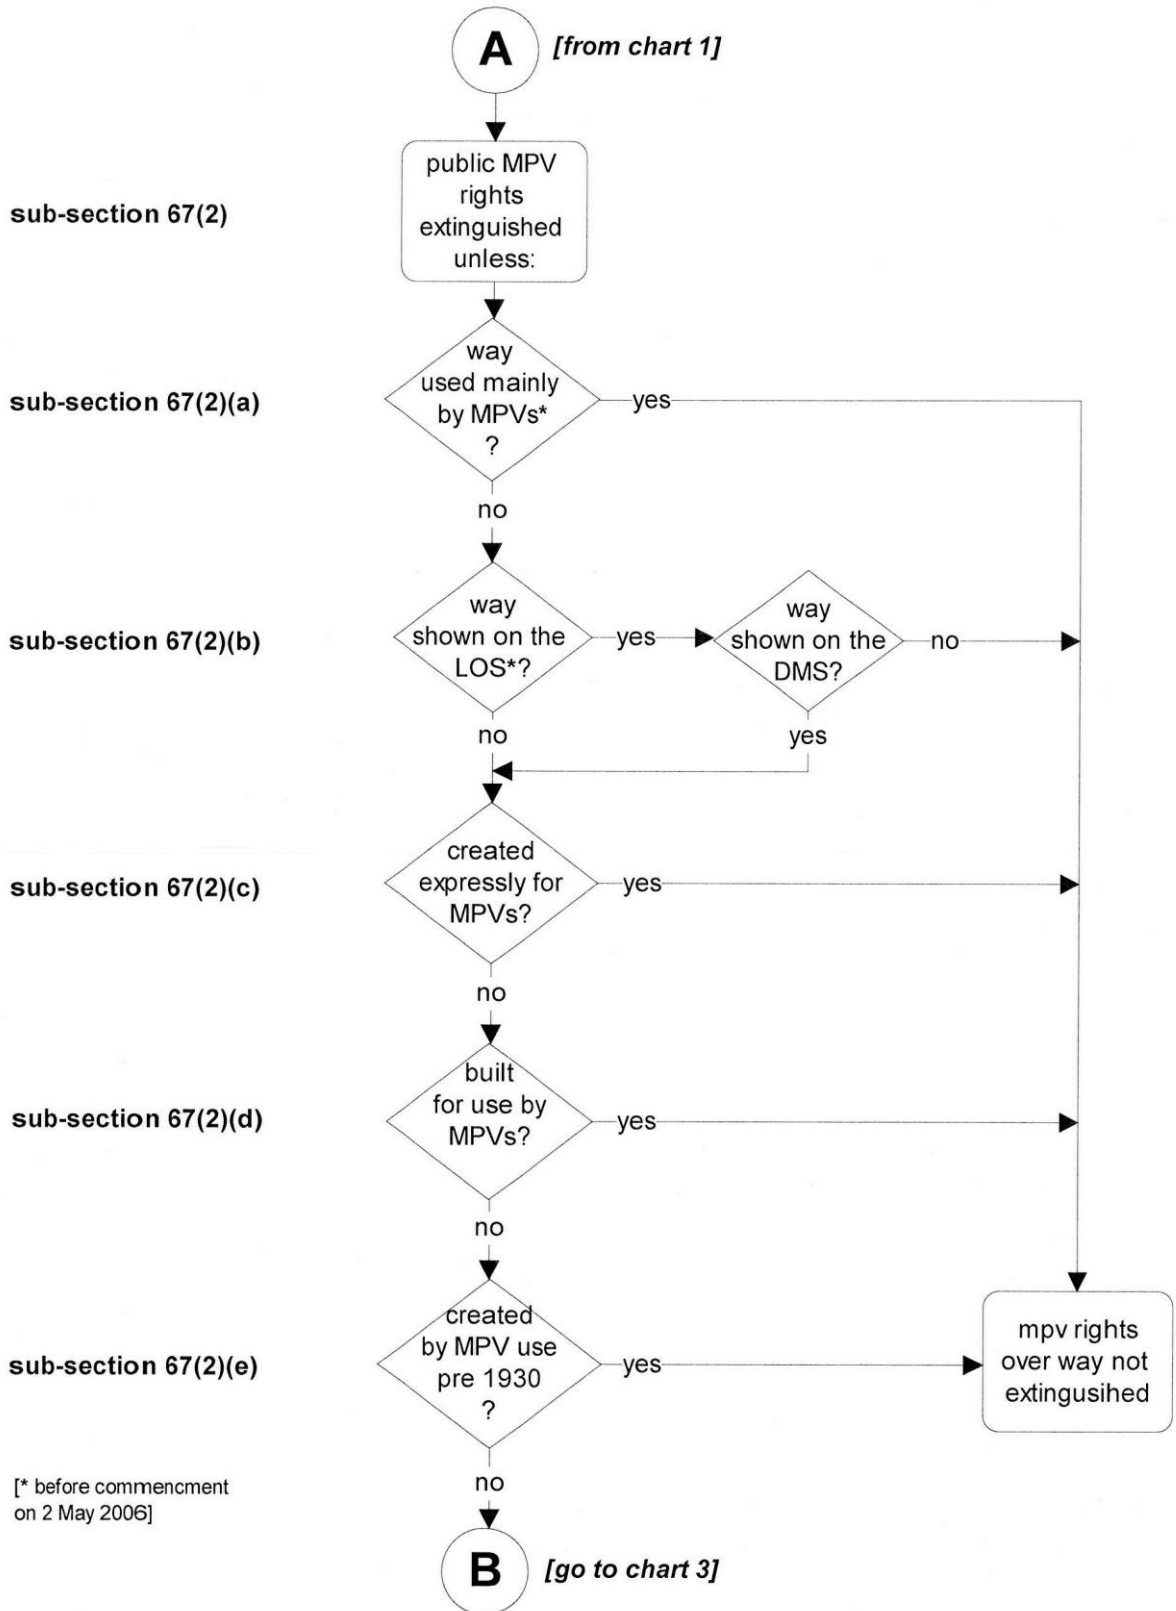 A
[from chart 1]
public MPV
rights
extinguished
unless:
sub-section 67(2)
way
used mainly
by MPVs*
?
sub-section 67(2)(a)
yes
no
way
shown on the
LOS*?
sub-section 67(2)(b)
yes
way
shown on the
DMS?
no
no
yes
created
expressly for
MPVs?
sub-section 67(2)(c)
yes
no
built
for use by
MPVs?
sub-section 67(2)(d)
yes
no
created
by MPV use
pre 1930
?
sub-section 67(2)(e)
yes
mpv rights
over way not
extingusihed
no
[* before commencment
on 2 May 2006]
B
[go to chart 3]